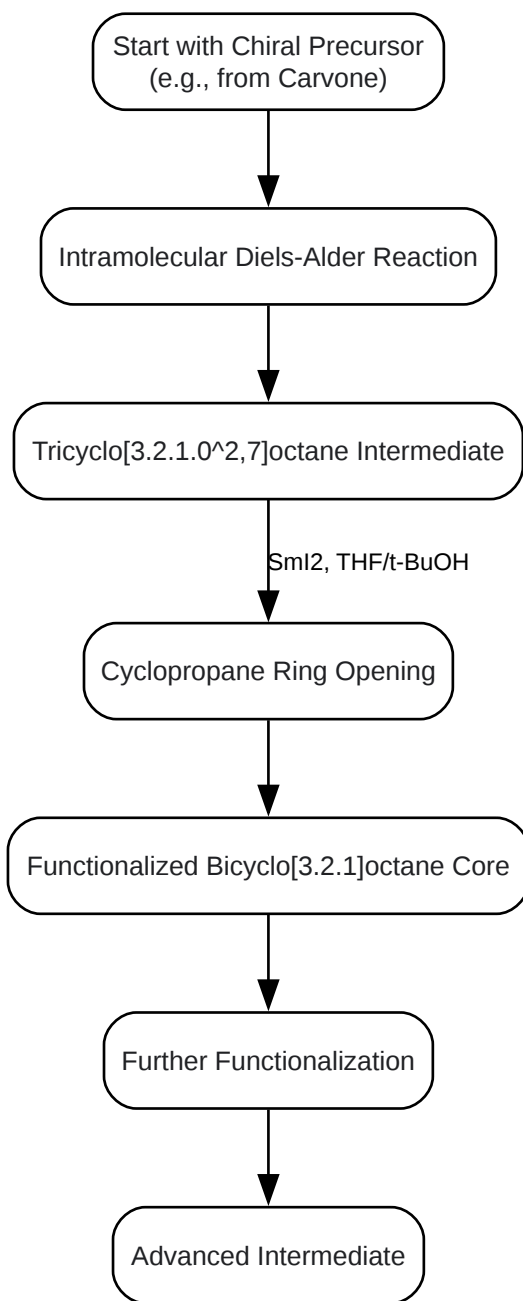 Start with Chiral Precursor
(e.g., from Carvone)
Intramolecular Diels-Alder Reaction
Tricyclo[3.2.1.0^2,7]octane Intermediate
SmI2, THF/t-BuOH
Cyclopropane Ring Opening
Functionalized Bicyclo[3.2.1]octane Core
Further Functionalization
Advanced Intermediate